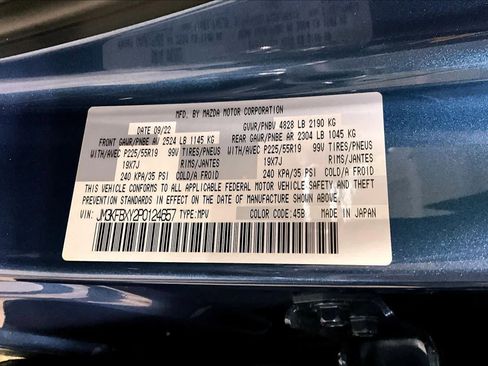 MFD. BY MAZDA MOTOR CORPORATION
DATE 09/22 GVWR/PNBV 4828 LB 2190 KG
FRONT GAWR/PNBE AV 2524 LB 1145 KG REAR GAWR/PNBE AR 2304 LB 1045 KG
WITH/AVEC P225/55R19 99V TIRES/PNEUS, WITH/AVEC P225/55R19 99V TIRES/PNEUS,
19X7J RIMS/JANTES 19X7J RIMS/JANTES
240 KPA/35 PSI COLD/A FROID 240 KPA/35 PSI COLD/A FROID
THIS VEHICLE CONFORMS TO ALL APPLICABLE FEDERAL MOTOR VEHICLE SAFETY, BUMPER, AND THEFT
PREVENTION STANDARDS IN EFFECT ON THE DATE OF MANUFACTURE SHOWN ABOVE.
VIN: JM3KFBXY2P0124657 TYPE:MPV COLOR CODE:45B MADE IN JAPAN